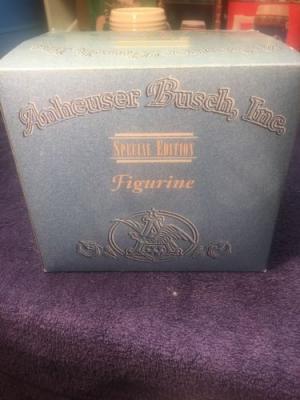 Anheuser Busch, Inc.
SPECIAL EDITION
Figurine